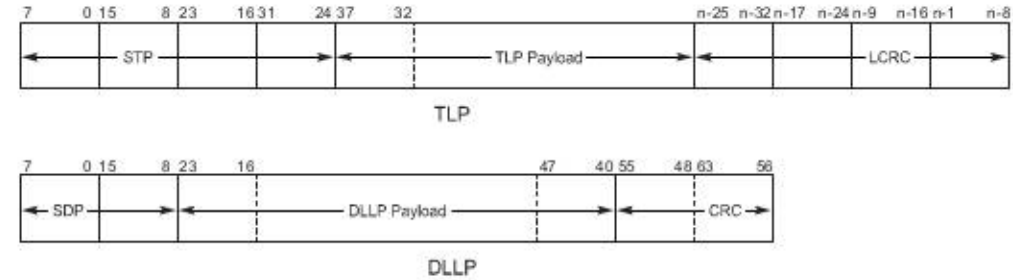 7 0 15 8 23 16 31 24 37 32 n-25 n-32 n-17 n-24 n-9 n-16 n-1 n-8
STP TLP Payload LCRC
TLP
7 0 15 8 23 16 47 40 55 48 63 56
SDP DLLP Payload CRC
DLLP